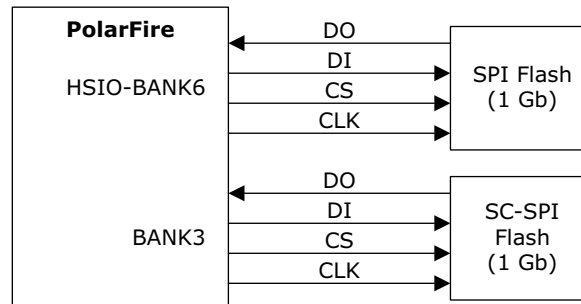 PolarFire
DO
DI
HSIO-BANK6
CS
CLK
SPI Flash
(1 Gb)
DO
DI
BANK3
CS
CLK
SC-SPI
Flash
(1 Gb)